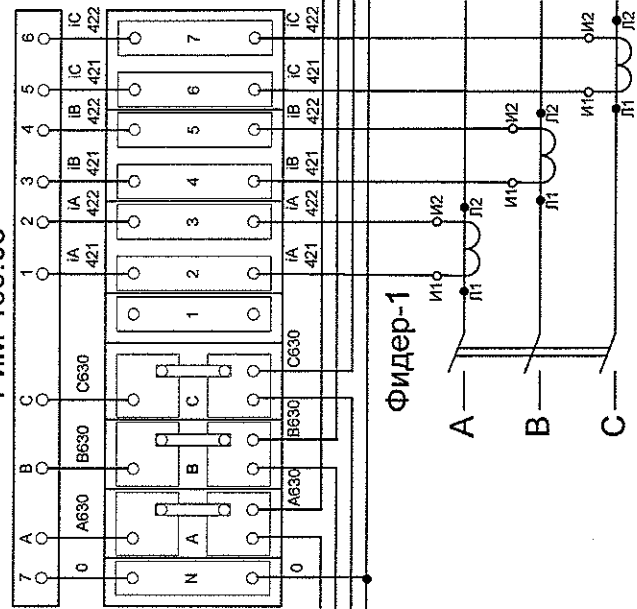 7 A B C 1 2 3 4 5 6
0 A630 B630 C630 iA 421 iA 422 iB 421 iB 422 iC 421 iC 422
N A B C 1 2 3 4 5 6 7
0 A630 B630 C630 iA 421 iA 422 iB 421 iB 422 iC 421 iC 422
Фидер-1
И1 И2 И1 И2 И1 И2
A Л1 Л2
B Л1 Л2
C Л1 Л2